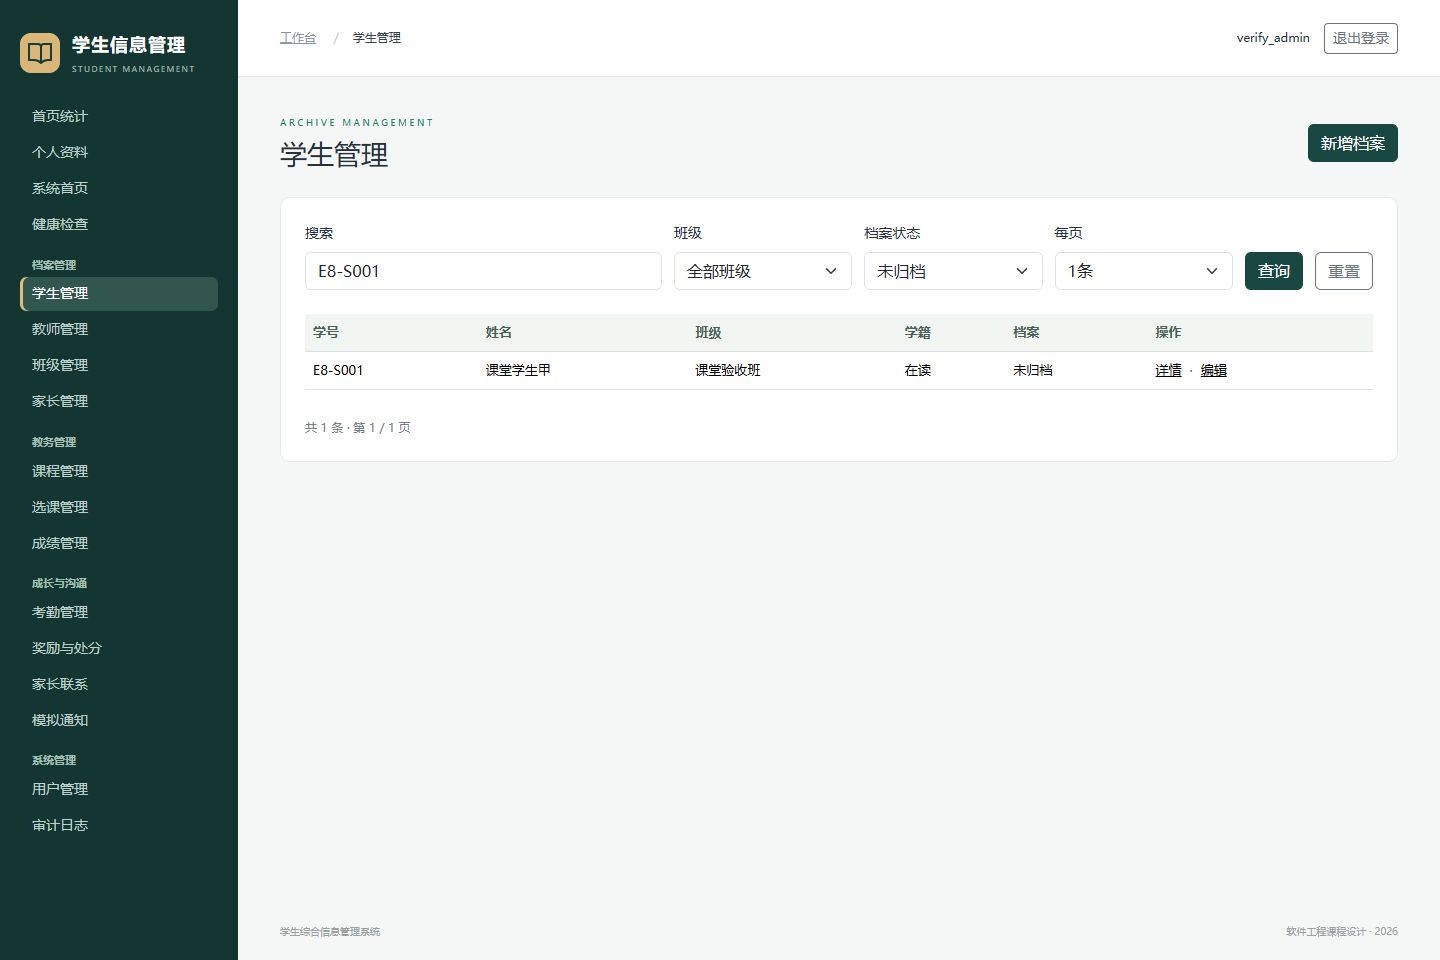 学生信息管理
STUDENT MANAGEMENT
首页统计
个人资料
系统首页
健康检查
档案管理
学生管理
教师管理
班级管理
家长管理
教务管理
课程管理
选课管理
成绩管理
成长与沟通
考勤管理
奖励与处分
家长联系
模拟通知
系统管理
用户管理
审计日志
工作台 / 学生管理
verify_admin 退出登录
ARCHIVE MANAGEMENT
学生管理
新增档案
搜索 班级 档案状态 每页
E8-S001 全部班级 未归档 1条 查询 重置
学号 姓名 班级 学籍 档案 操作
E8-S001 课堂学生甲 课堂验收班 在读 未归档 详情 · 编辑
共 1 条 · 第 1 / 1 页
学生综合信息管理系统
软件工程课程设计 · 2026